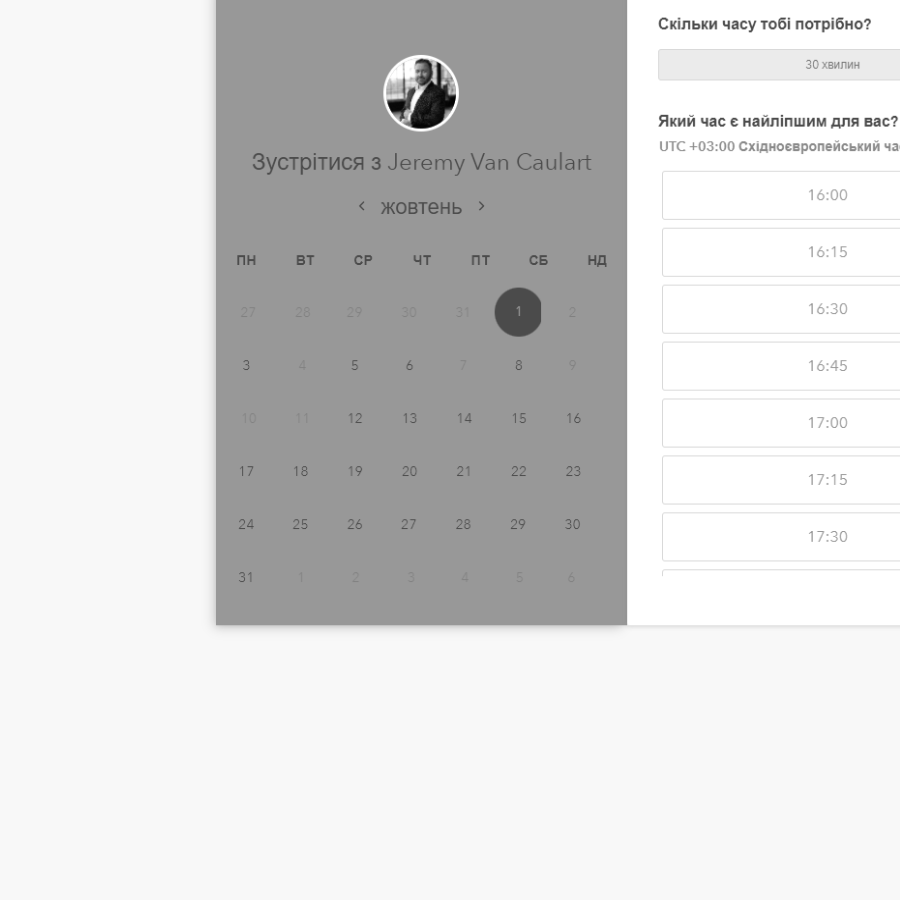 Зустрітися з Jeremy Van Caulart
‹ жовтень ›
ПН ВТ СР ЧТ ПТ СБ НД
27 28 29 30 31 1 2
3 4 5 6 7 8 9
10 11 12 13 14 15 16
17 18 19 20 21 22 23
24 25 26 27 28 29 30
31 1 2 3 4 5 6
Скільки часу тобі потрібно?
30 хвилин
Який час є найліпшим для вас?
UTC +03:00 Східноєвропейський ча
16:00
16:15
16:30
16:45
17:00
17:15
17:30